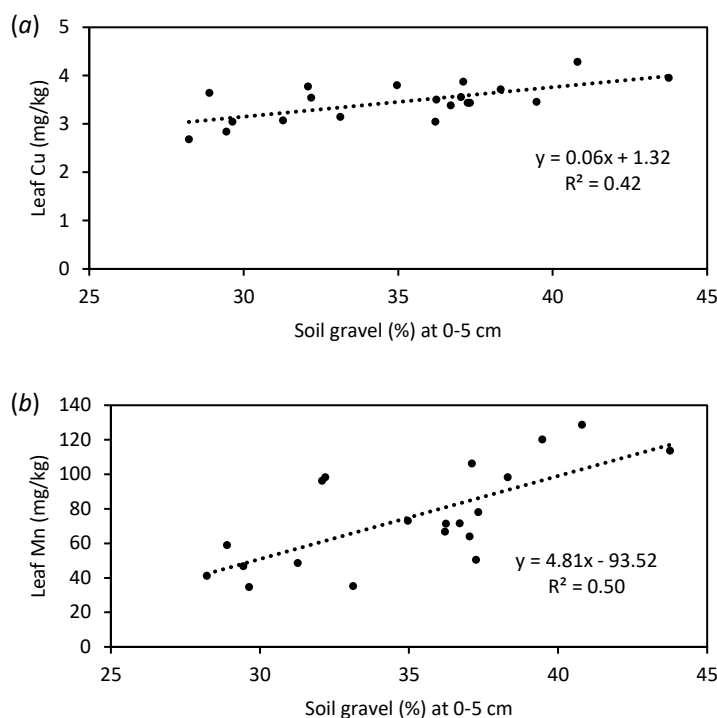 (a)
5
4
3
2
1
0
Leaf Cu (mg/kg)
y = 0.06x + 1.32
R² = 0.42
25 30 35 40 45
Soil gravel (%) at 0-5 cm
(b)
140
120
100
80
60
40
20
0
Leaf Mn (mg/kg)
y = 4.81x - 93.52
R² = 0.50
25 30 35 40 45
Soil gravel (%) at 0-5 cm